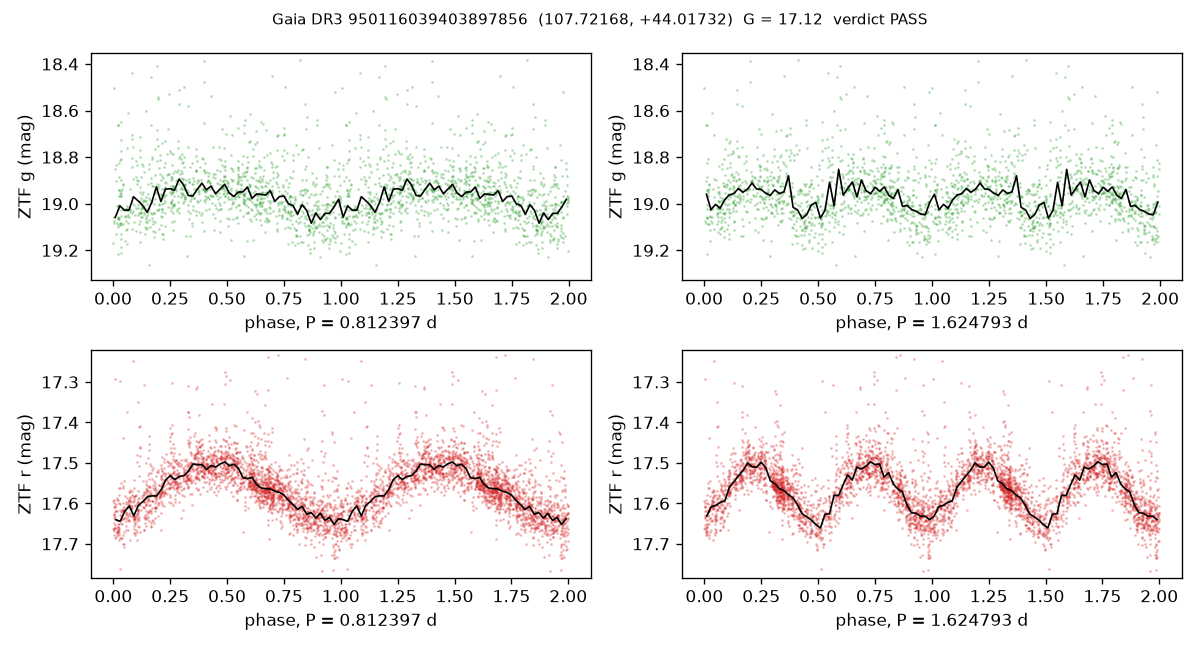 Gaia DR3 950116039403897856 (107.72168, +44.01732) G = 17.12 verdict PASS
ZTF g (mag)
18.4
18.6
18.8
19.0
19.2
0.00 0.25 0.50 0.75 1.00 1.25 1.50 1.75 2.00
phase, P = 0.812397 d
ZTF g (mag)
18.4
18.6
18.8
19.0
19.2
0.00 0.25 0.50 0.75 1.00 1.25 1.50 1.75 2.00
phase, P = 1.624793 d
ZTF r (mag)
17.3
17.4
17.5
17.6
17.7
0.00 0.25 0.50 0.75 1.00 1.25 1.50 1.75 2.00
phase, P = 0.812397 d
ZTF r (mag)
17.3
17.4
17.5
17.6
17.7
0.00 0.25 0.50 0.75 1.00 1.25 1.50 1.75 2.00
phase, P = 1.624793 d